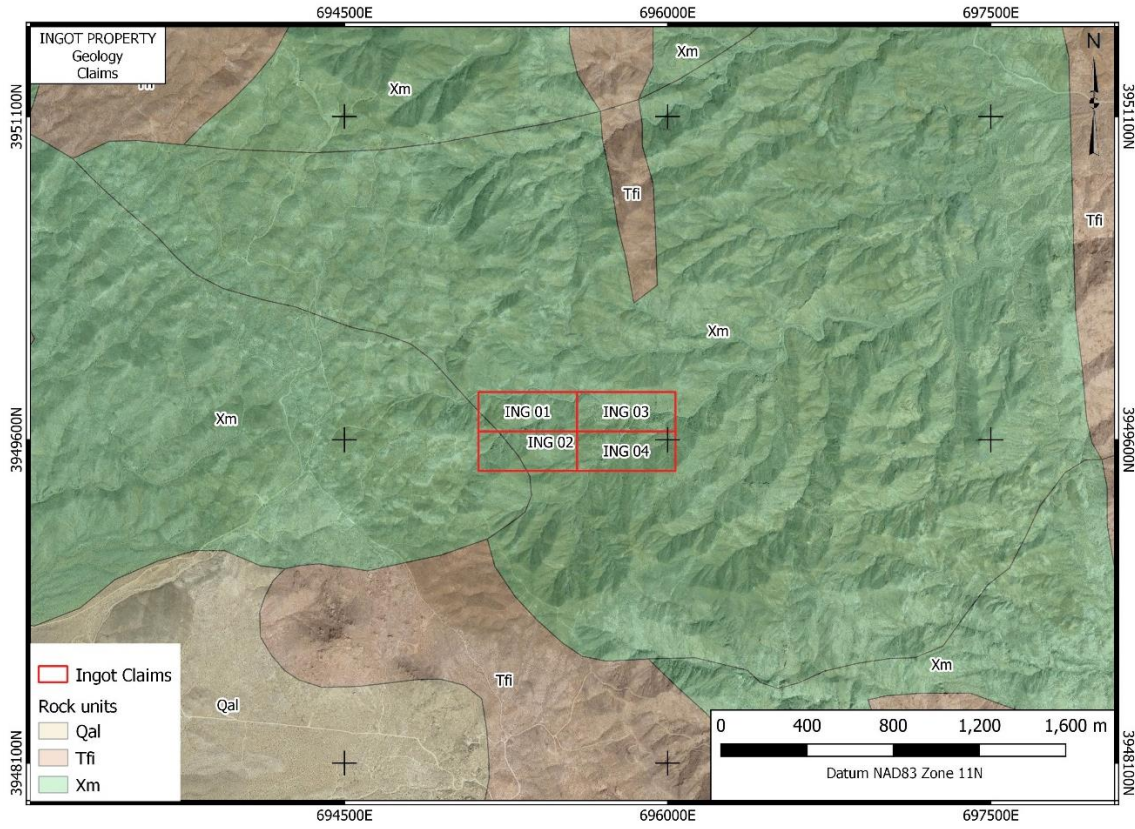 694500E
696000E
697500E
INGOT PROPERTY
Geology
Claims
N
Xm
Xm
3951100N
3951100N
Tfi
Tfi
Xm
ING 01
ING 03
Xm
3949600N
ING 02
ING 04
3949600N
Xm
Ingot Claims
Rock units
Qal
Tfi
Xm
Qal
Tfi
0
400
800
1,200
1,600 m
Datum NAD83 Zone 11N
3948100N
3948100N
694500E
696000E
697500E